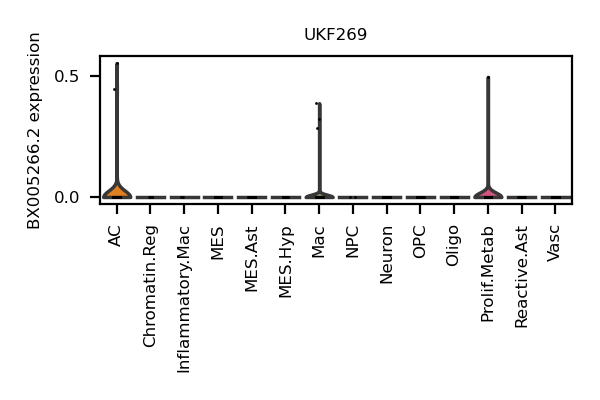 UKF269
BX005266.2 expression
0.5
0.0
AC
Chromatin.Reg
Inflammatory.Mac
MES
MES.Ast
MES.Hyp
Mac
NPC
Neuron
OPC
Oligo
Prolif.Metab
Reactive.Ast
Vasc